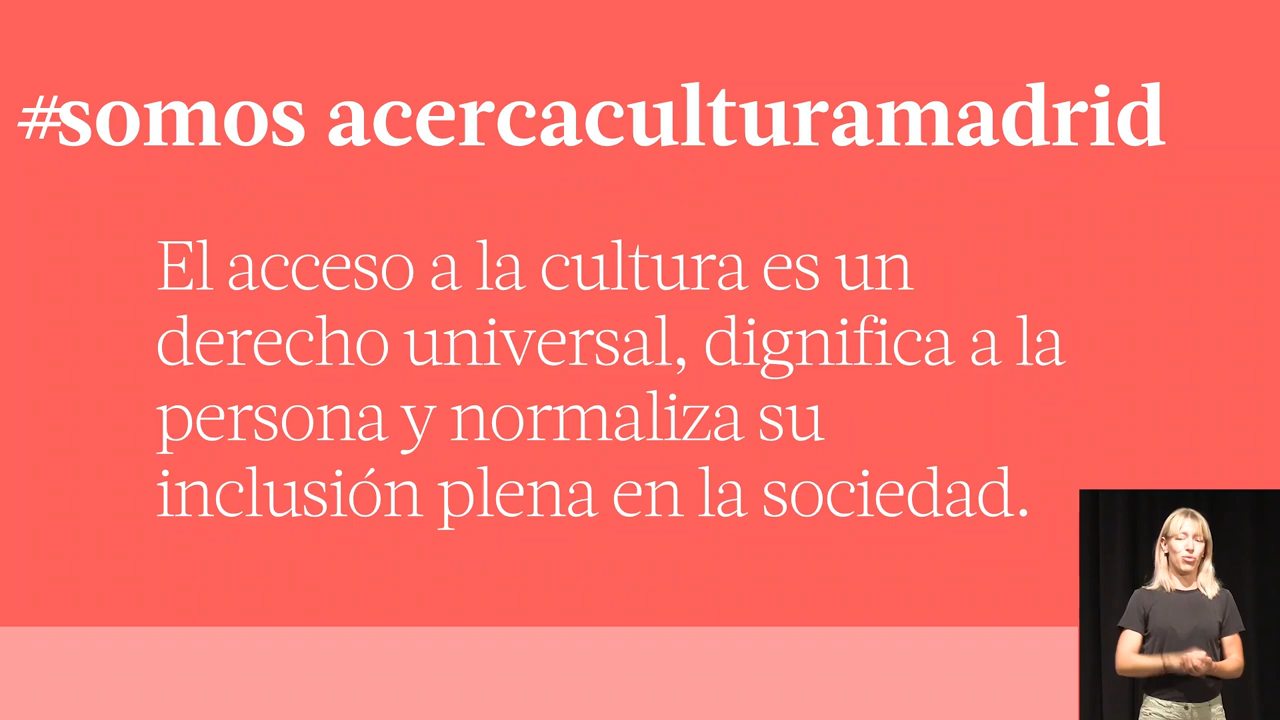 #somos acercaculturamadrid
El acceso a la cultura es un
derecho universal, dignifica a la
persona y normaliza su
inclusión plena en la sociedad.